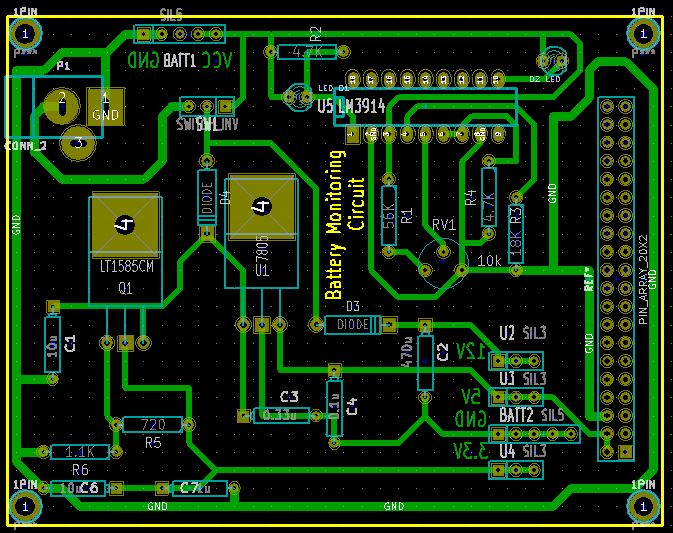 1PIN
SIL5
1PIN
1
1
GND BATT1 VCC
R2
4.7K
P1
LED D1
D2 LED
2
1
GND
U5 LM3914
3
CONN_2
GND
D4
DIODE
4
4
Battery Monitoring
Circuit
56K
R1
R4
4.7K
R3
18K
RV1
10k
GND
LT1585CM
Q1
7805
U1
PIN_ARRAY_20X2
GND
GND
10u
C1
D3
DIODE
470u
C2
U2 SIL3
12V
U3 SIL3
5V
BATT2 SIL5
GND
U4 SIL3
3.3V
C3
0.33u
0.1u
C4
720
R5
1.1K
R6
1PIN
10u C6
C7
1PIN
1
GND
GND
1